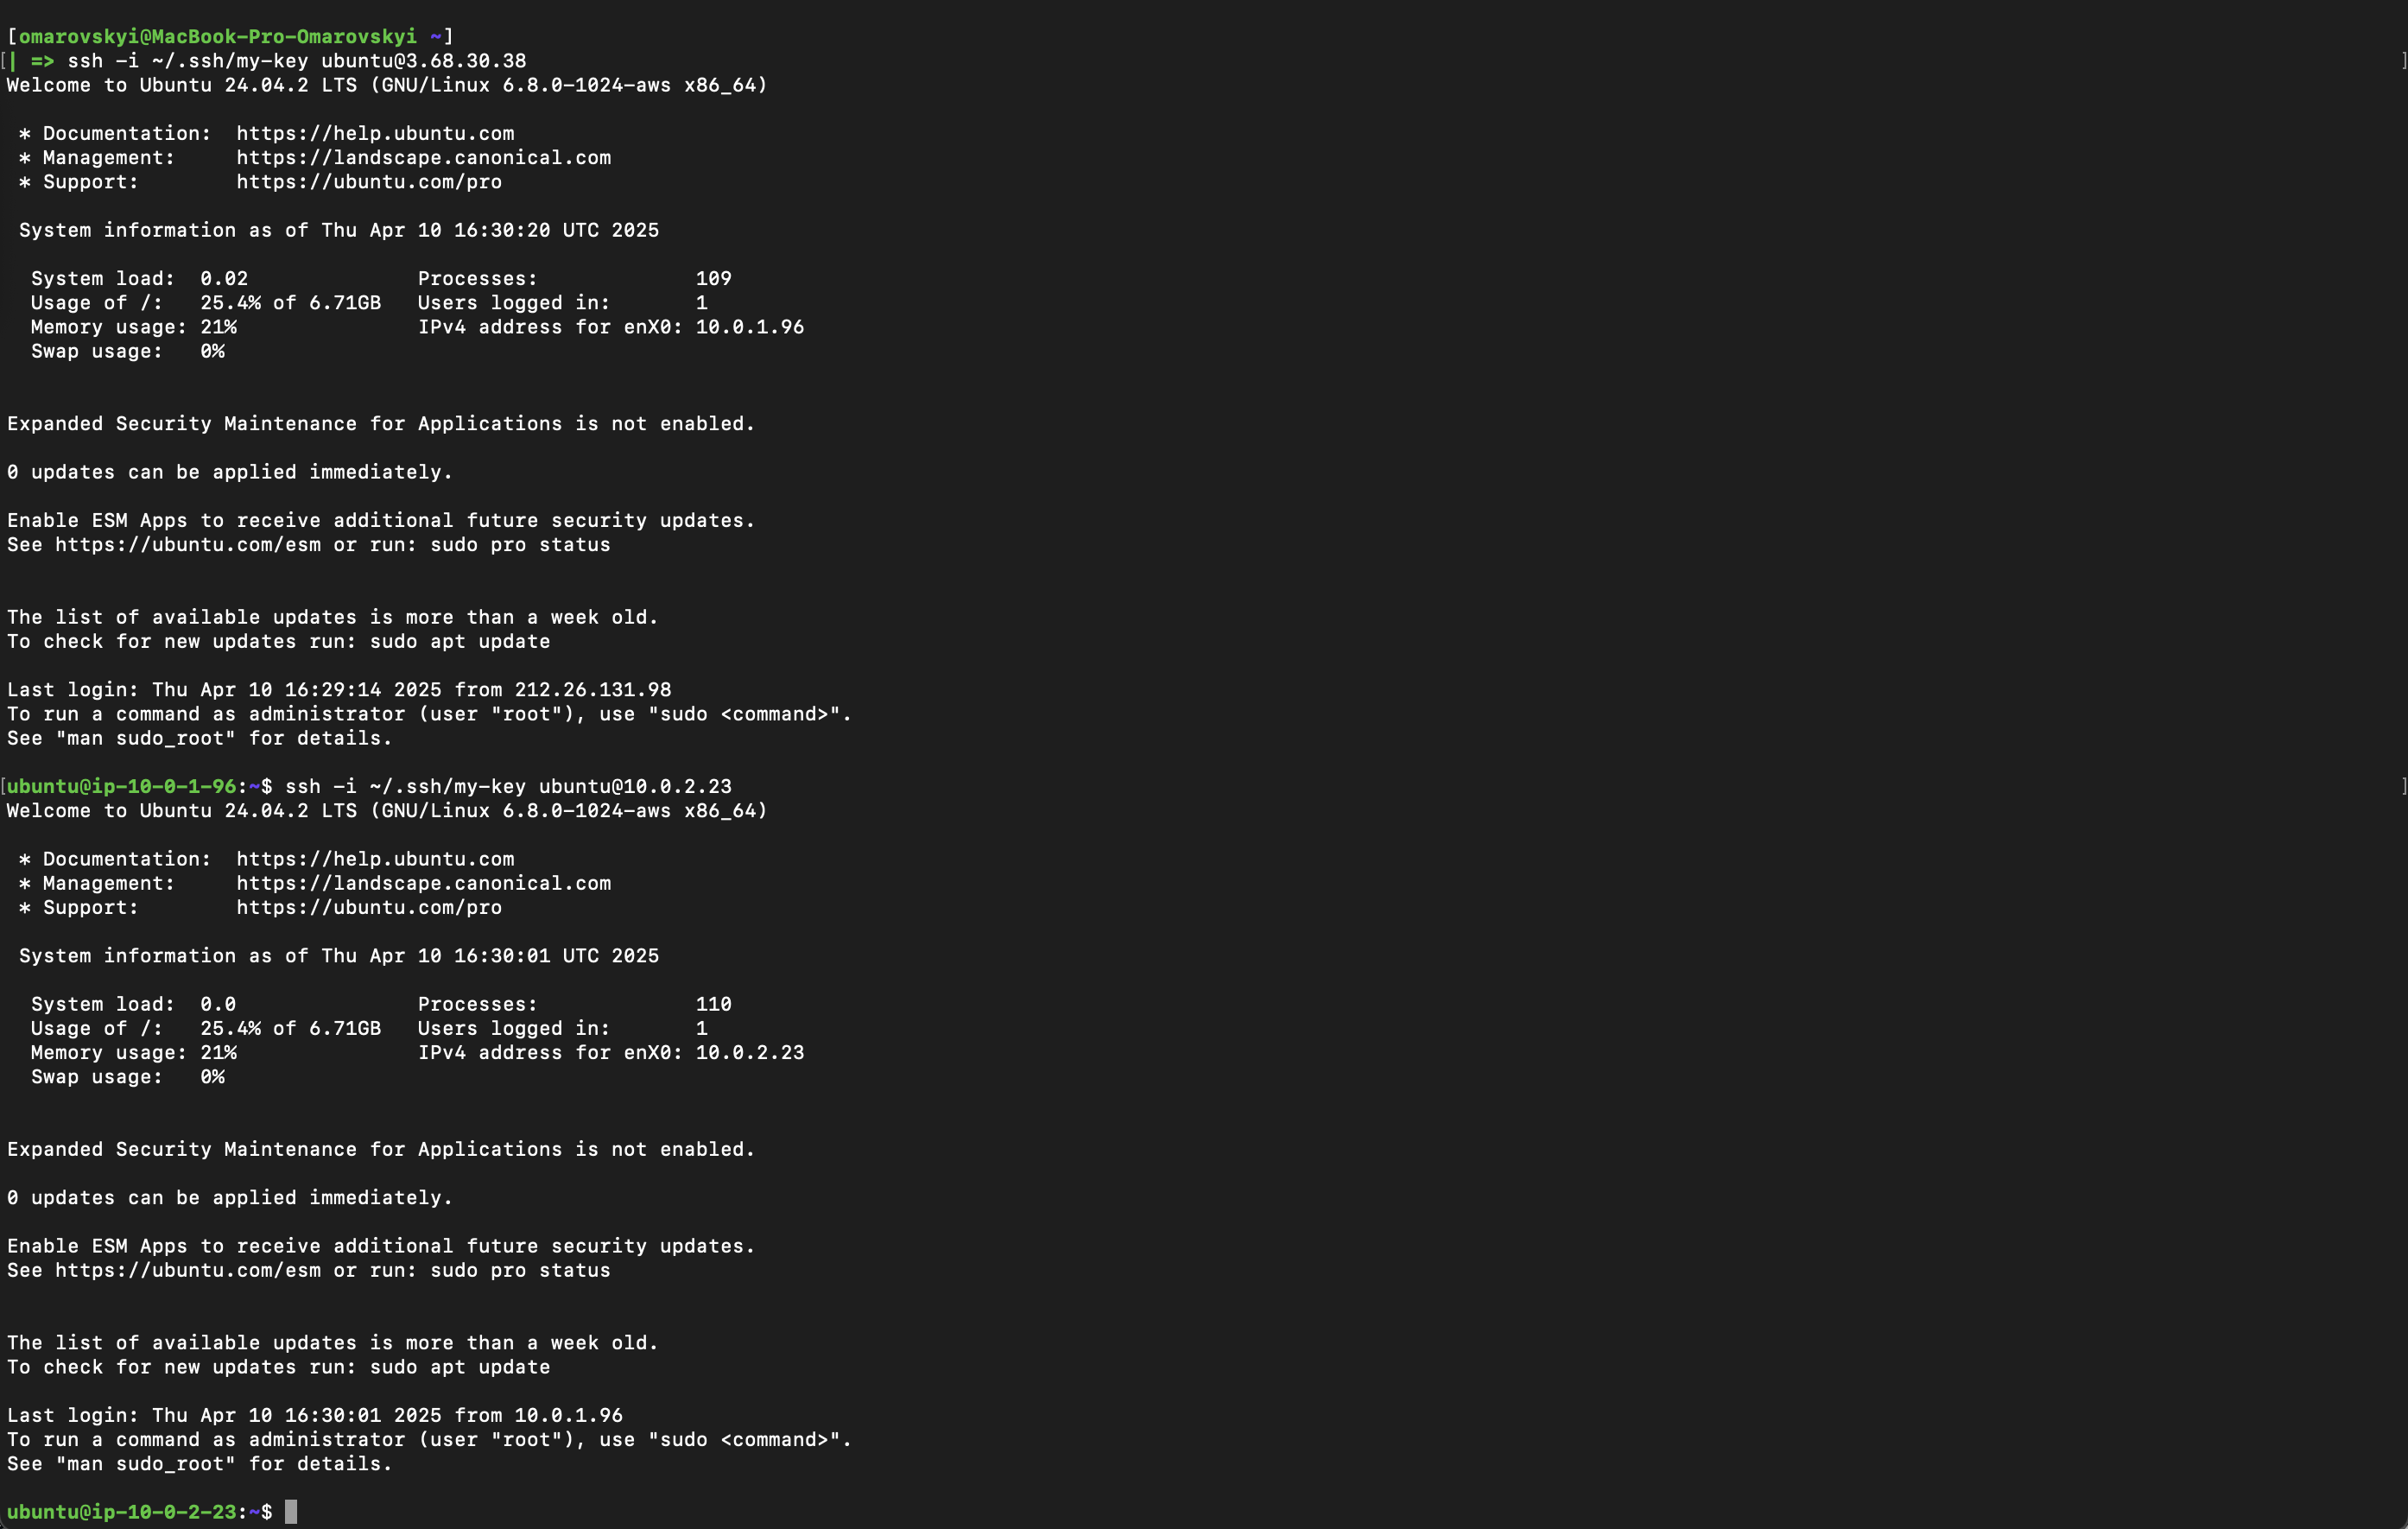 [omarovskyi@MacBook-Pro-Omarovskyi ~]
[| => ssh -i ~/.ssh/my-key ubuntu@3.68.30.38 ]
Welcome to Ubuntu 24.04.2 LTS (GNU/Linux 6.8.0-1024-aws x86_64)
* Documentation: https://help.ubuntu.com
* Management: https://landscape.canonical.com
* Support: https://ubuntu.com/pro
System information as of Thu Apr 10 16:30:20 UTC 2025
System load: 0.02 Processes: 109
Usage of /: 25.4% of 6.71GB Users logged in: 1
Memory usage: 21% IPv4 address for enX0: 10.0.1.96
Swap usage: 0%
Expanded Security Maintenance for Applications is not enabled.
0 updates can be applied immediately.
Enable ESM Apps to receive additional future security updates.
See https://ubuntu.com/esm or run: sudo pro status
The list of available updates is more than a week old.
To check for new updates run: sudo apt update
Last login: Thu Apr 10 16:29:14 2025 from 212.26.131.98
To run a command as administrator (user "root"), use "sudo <command>".
See "man sudo_root" for details.
[ubuntu@ip-10-0-1-96:~$ ssh -i ~/.ssh/my-key ubuntu@10.0.2.23 ]
Welcome to Ubuntu 24.04.2 LTS (GNU/Linux 6.8.0-1024-aws x86_64)
* Documentation: https://help.ubuntu.com
* Management: https://landscape.canonical.com
* Support: https://ubuntu.com/pro
System information as of Thu Apr 10 16:30:01 UTC 2025
System load: 0.0 Processes: 110
Usage of /: 25.4% of 6.71GB Users logged in: 1
Memory usage: 21% IPv4 address for enX0: 10.0.2.23
Swap usage: 0%
Expanded Security Maintenance for Applications is not enabled.
0 updates can be applied immediately.
Enable ESM Apps to receive additional future security updates.
See https://ubuntu.com/esm or run: sudo pro status
The list of available updates is more than a week old.
To check for new updates run: sudo apt update
Last login: Thu Apr 10 16:30:01 2025 from 10.0.1.96
To run a command as administrator (user "root"), use "sudo <command>".
See "man sudo_root" for details.
ubuntu@ip-10-0-2-23:~$